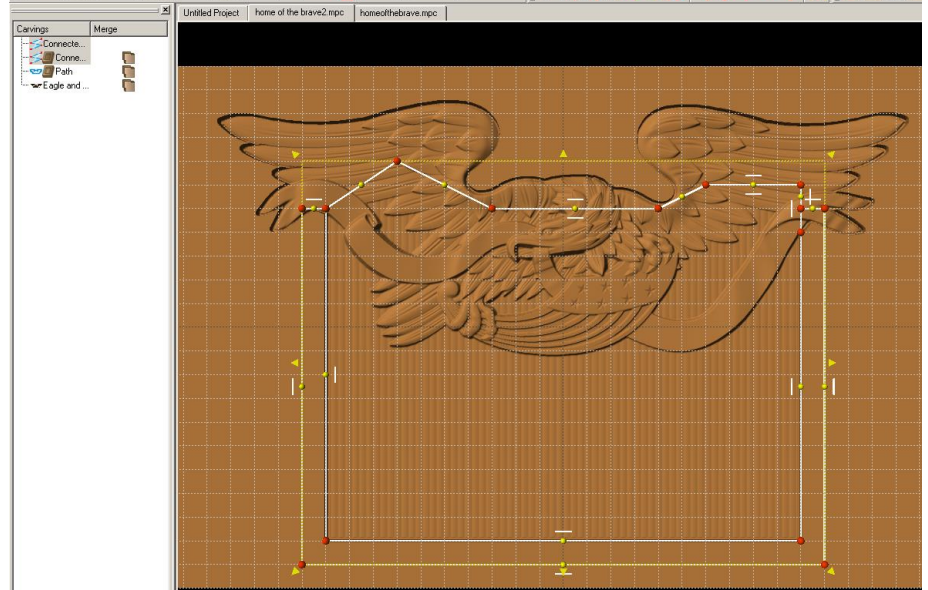 Untitled Project home of the brave2.mpc homeofthebrave.mpc
Carvings Merge
Connecte...
Conne...
Path
Eagle and ...